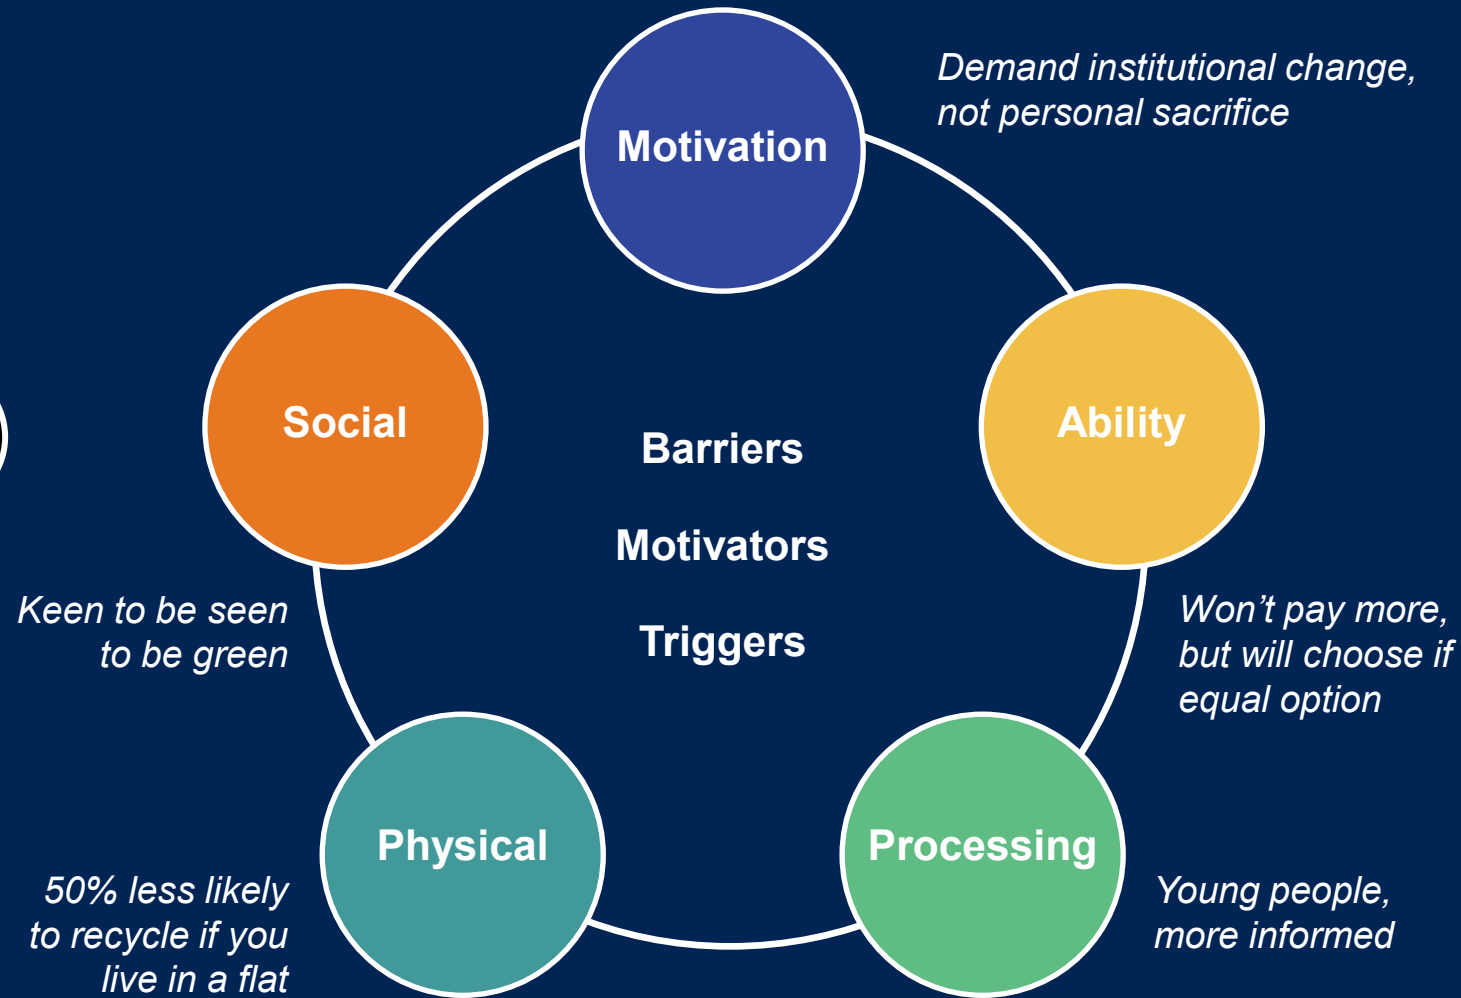 Motivation
Demand institutional change,
not personal sacrifice
Social
Ability
Barriers
Motivators
Triggers
Keen to be seen
to be green
Won’t pay more,
but will choose if
equal option
Physical
Processing
50% less likely
to recycle if you
live in a flat
Young people,
more informed